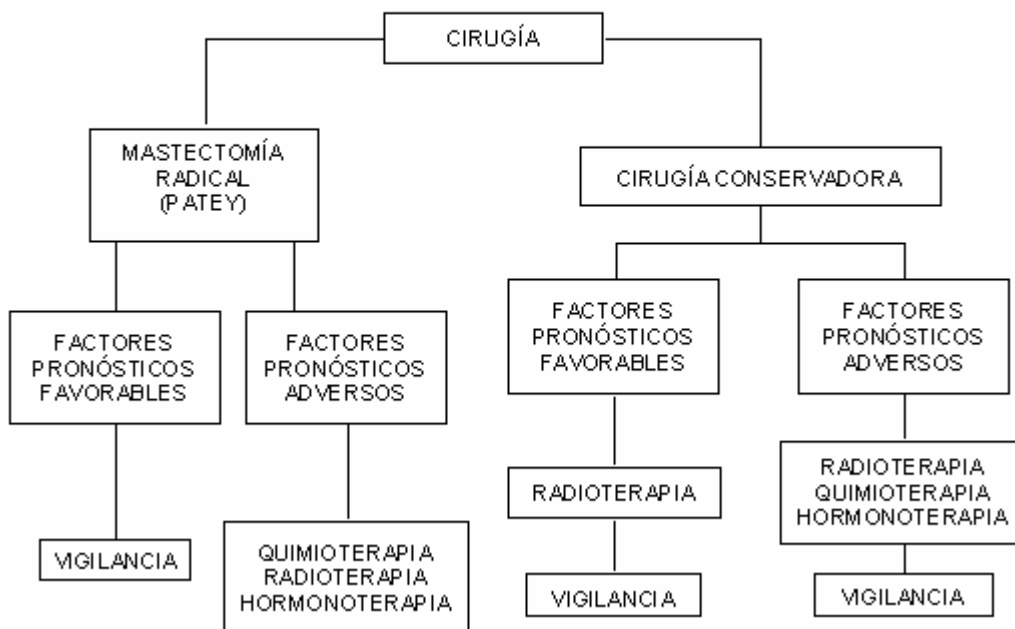 CIRUGÍA
MASTECTOMÍA
RADICAL
(PATEY)
CIRUGÍA CONSERVADORA
FACTORES
PRONÓSTICOS
FAVORABLES
FACTORES
PRONÓSTICOS
ADVERSOS
FACTORES
PRONÓSTICOS
FAVORABLES
FACTORES
PRONÓSTICOS
ADVERSOS
VIGILANCIA
QUIMIOTERAPIA
RADIOTERAPIA
HORMONOTERAPIA
RADIOTERAPIA
VIGILANCIA
RADIOTERAPIA
QUIMIOTERAPIA
HORMONOTERAPIA
VIGILANCIA